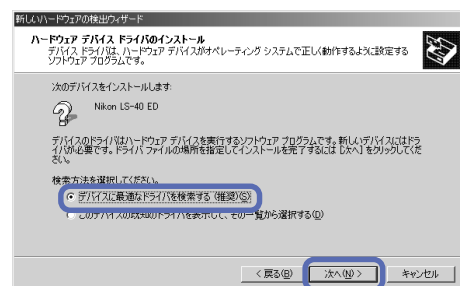 新しいハードウェアの検出ウィザード
ハードウェア デバイス ドライバのインストール
デバイス ドライバは、ハードウェア デバイスがオペレーティング システムで正しく動作するように設定する
ソフトウェア プログラムです。
次のデバイスをインストールします:
Nikon LS-40 ED
デバイスのドライバはハードウェア デバイスを実行するソフトウェア プログラムです。新しいデバイスにはドラ
イバが必要です。ドライバ ファイルの場所を指定してインストールを完了するには [次へ] をクリックしてくだ
さい。
検索方法を選択してください。
デバイスに最適なドライバを検索する (推奨)(S)
このデバイスの既知のドライバを表示して、その一覧から選択する(D)
< 戻る(B)
次へ(N) >
キャンセル